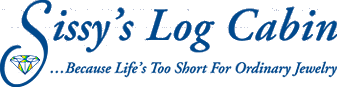 Sissy's Log Cabin
...Because Life's Too Short For Ordinary Jewelry